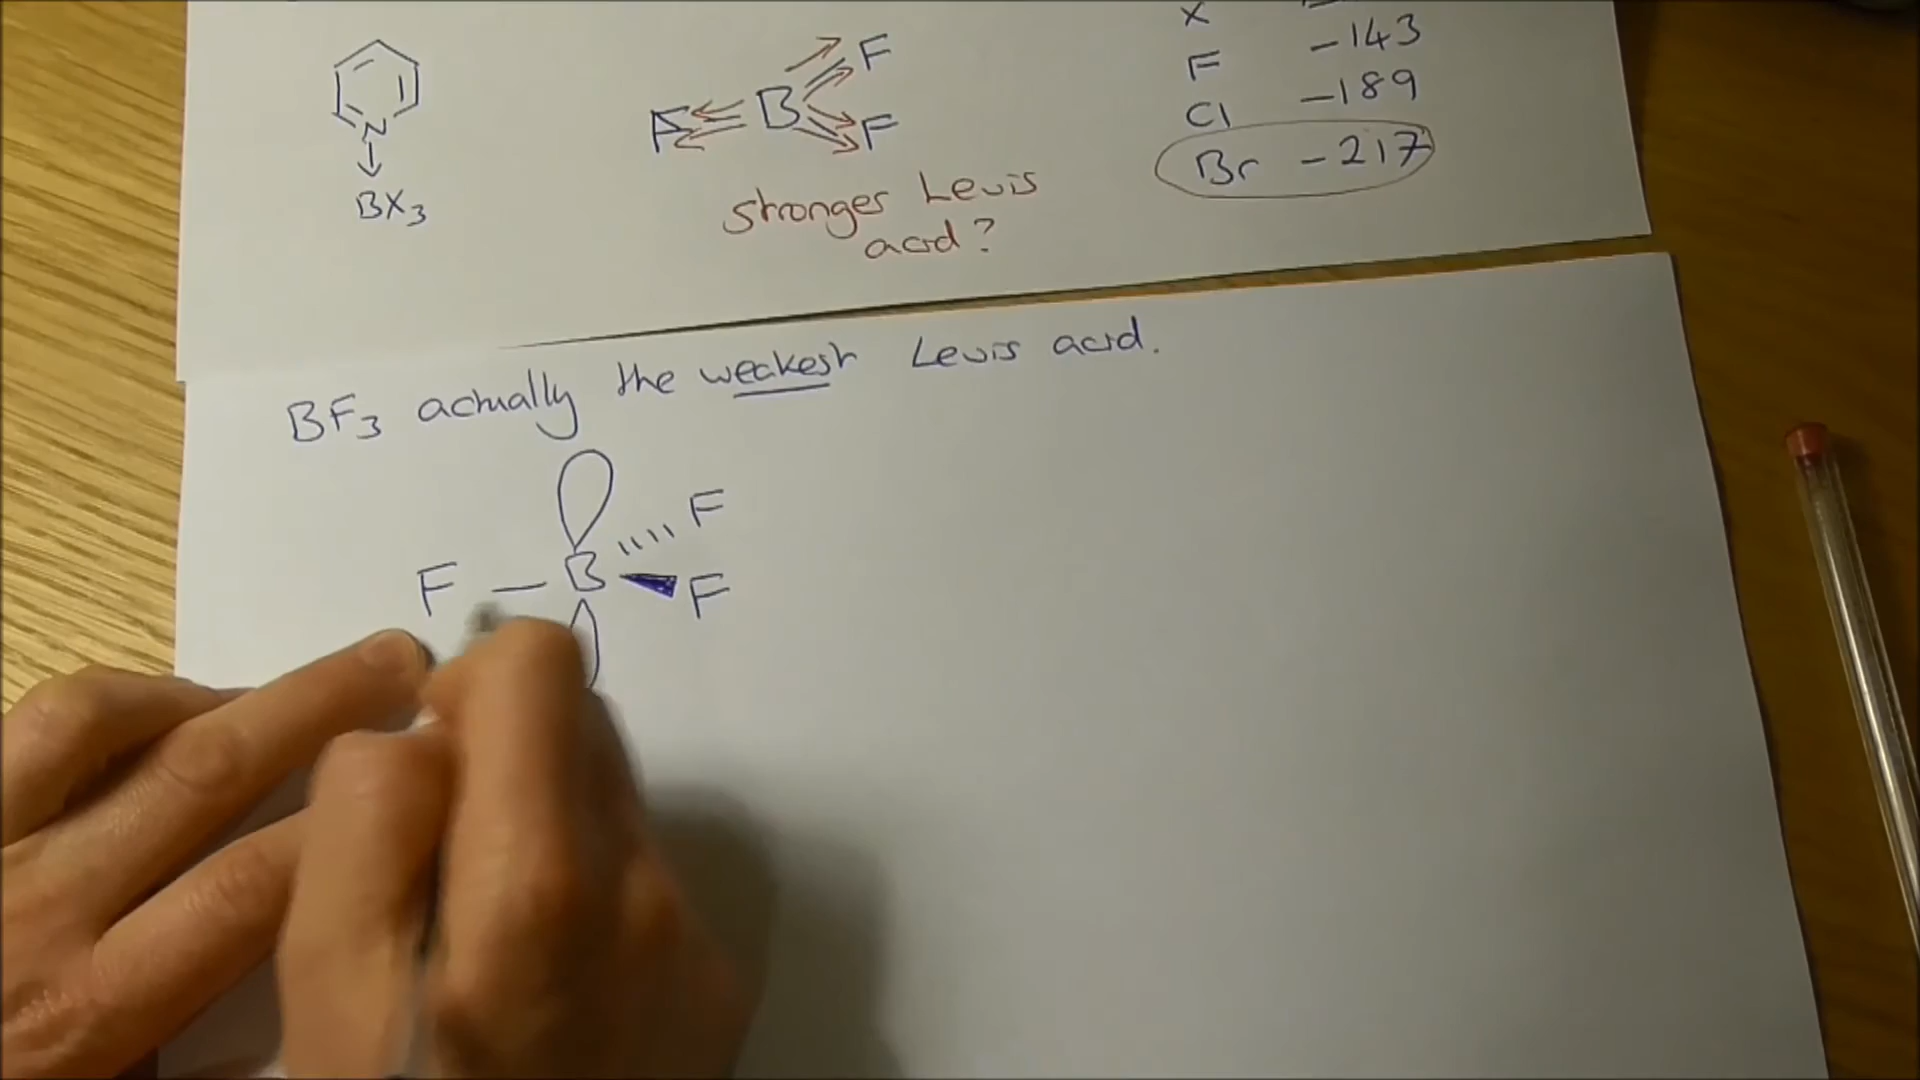 X
F -143
Cl -189
Br -217
N
BX3
F
B
F
F
stronger Lewis
acid?
BF3 actually the weakest Lewis acid.
F
F - B
F